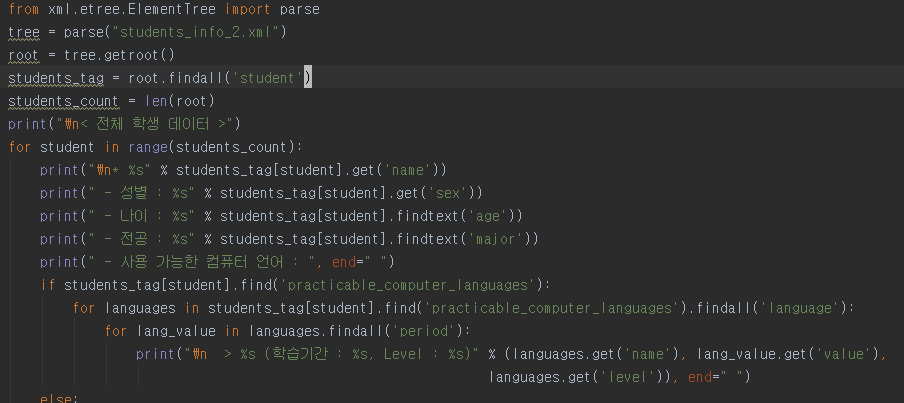 from xml.etree.ElementTree import parse
tree = parse("students_info_2.xml")
root = tree.getroot()
students_tag = root.findall('student')
students_count = len(root)
print("₩n< 전체 학생 데이터 >")
for student in range(students_count):
    print("₩n* %s" % students_tag[student].get('name'))
    print(" - 성별 : %s" % students_tag[student].get('sex'))
    print(" - 나이 : %s" % students_tag[student].findtext('age'))
    print(" - 전공 : %s" % students_tag[student].findtext('major'))
    print(" - 사용 가능한 컴퓨터 언어 : ", end=" ")
    if students_tag[student].find('practicable_computer_languages'):
        for languages in students_tag[student].find('practicable_computer_languages').findall('language'):
            for lang_value in languages.findall('period'):
                print("₩n  > %s (학습기간 : %s, Level : %s)" % (languages.get('name'), lang_value.get('value'),
                                                            languages.get('level')), end=" ")
    else: